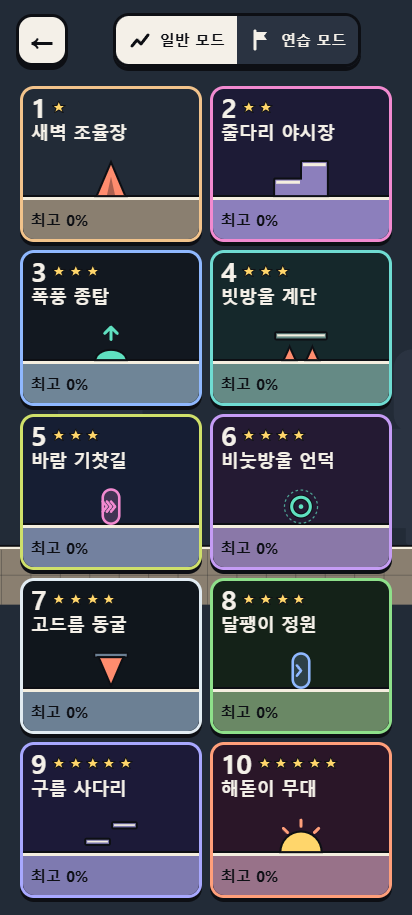 일반 모드
연습 모드
1
새벽 조율장
최고 0%
2
줄다리 야시장
최고 0%
3
폭풍 종탑
최고 0%
4
빗방울 계단
최고 0%
5
바람 기찻길
최고 0%
6
비눗방울 언덕
최고 0%
7
고드름 동굴
최고 0%
8
달팽이 정원
최고 0%
9
구름 사다리
최고 0%
10
해돋이 무대
최고 0%